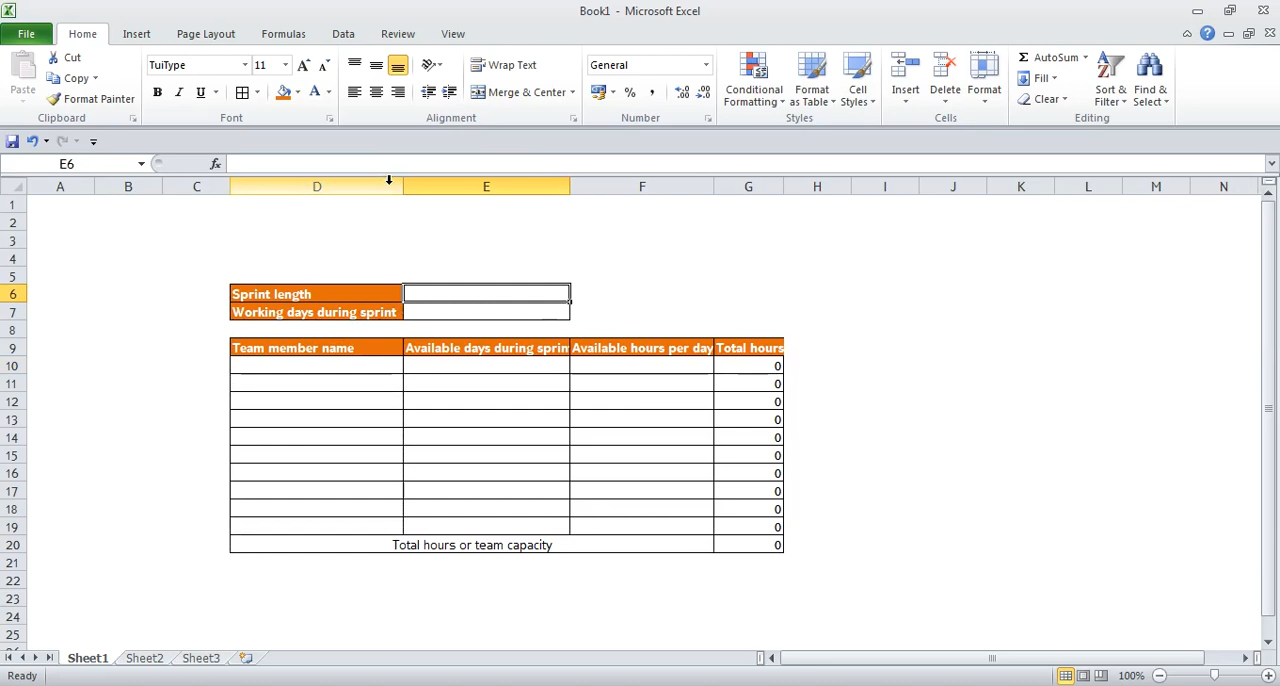 Book1 - Microsoft Excel
File Home Insert Page Layout Formulas Data Review View
Paste Cut Copy Format Painter
TuiType 11 A A B I U A
Wrap Text Merge & Center
General % ,
Conditional Formatting Format as Table Cell Styles
Insert Delete Format
Σ AutoSum Fill Clear Sort & Filter Find & Select
Clipboard Font Alignment Number Styles Cells Editing
E6 fx
A B C D E F G H I J K L M N
1
2
3
4
5
6 Sprint length
7 Working days during sprint
8
9 Team member name Available days during sprin Available hours per day Total hours
10 0
11 0
12 0
13 0
14 0
15 0
16 0
17 0
18 0
19 0
20 Total hours or team capacity 0
21
22
23
24
25
Sheet1 Sheet2 Sheet3
Ready 100%